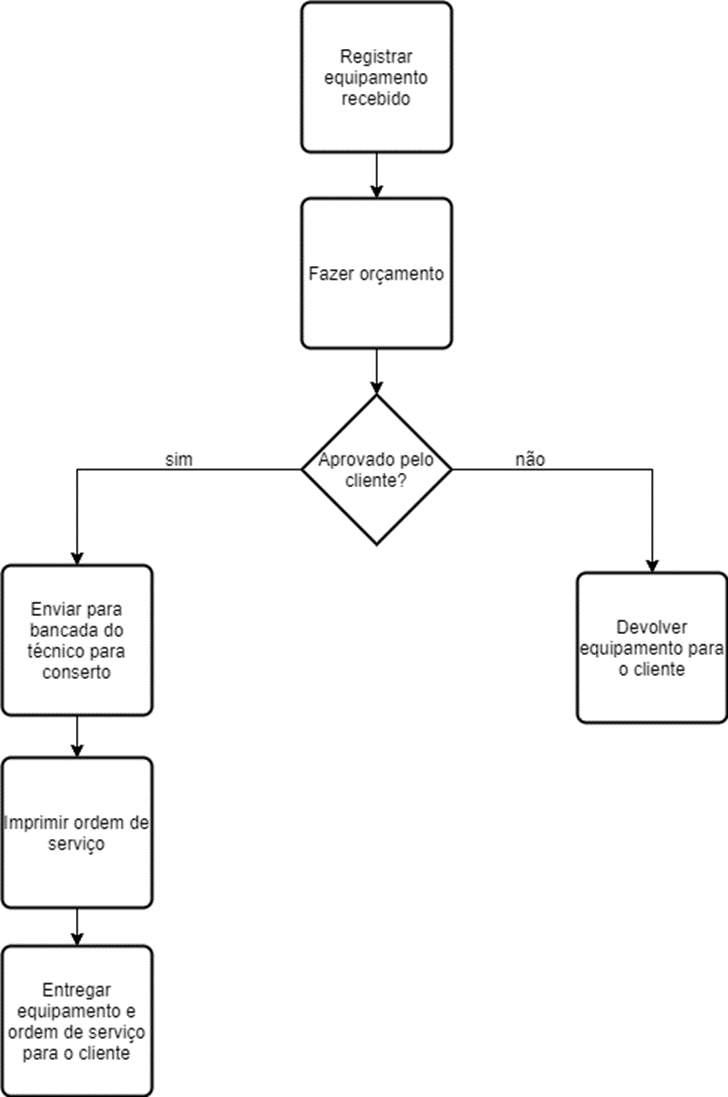 Registrar
equipamento
recebido
Fazer orçamento
Aprovado pelo
cliente?
sim
não
Enviar para
bancada do
técnico para
conserto
Devolver
equipamento para
o cliente
Imprimir ordem de
serviço
Entregar
equipamento e
ordem de serviço
para o cliente